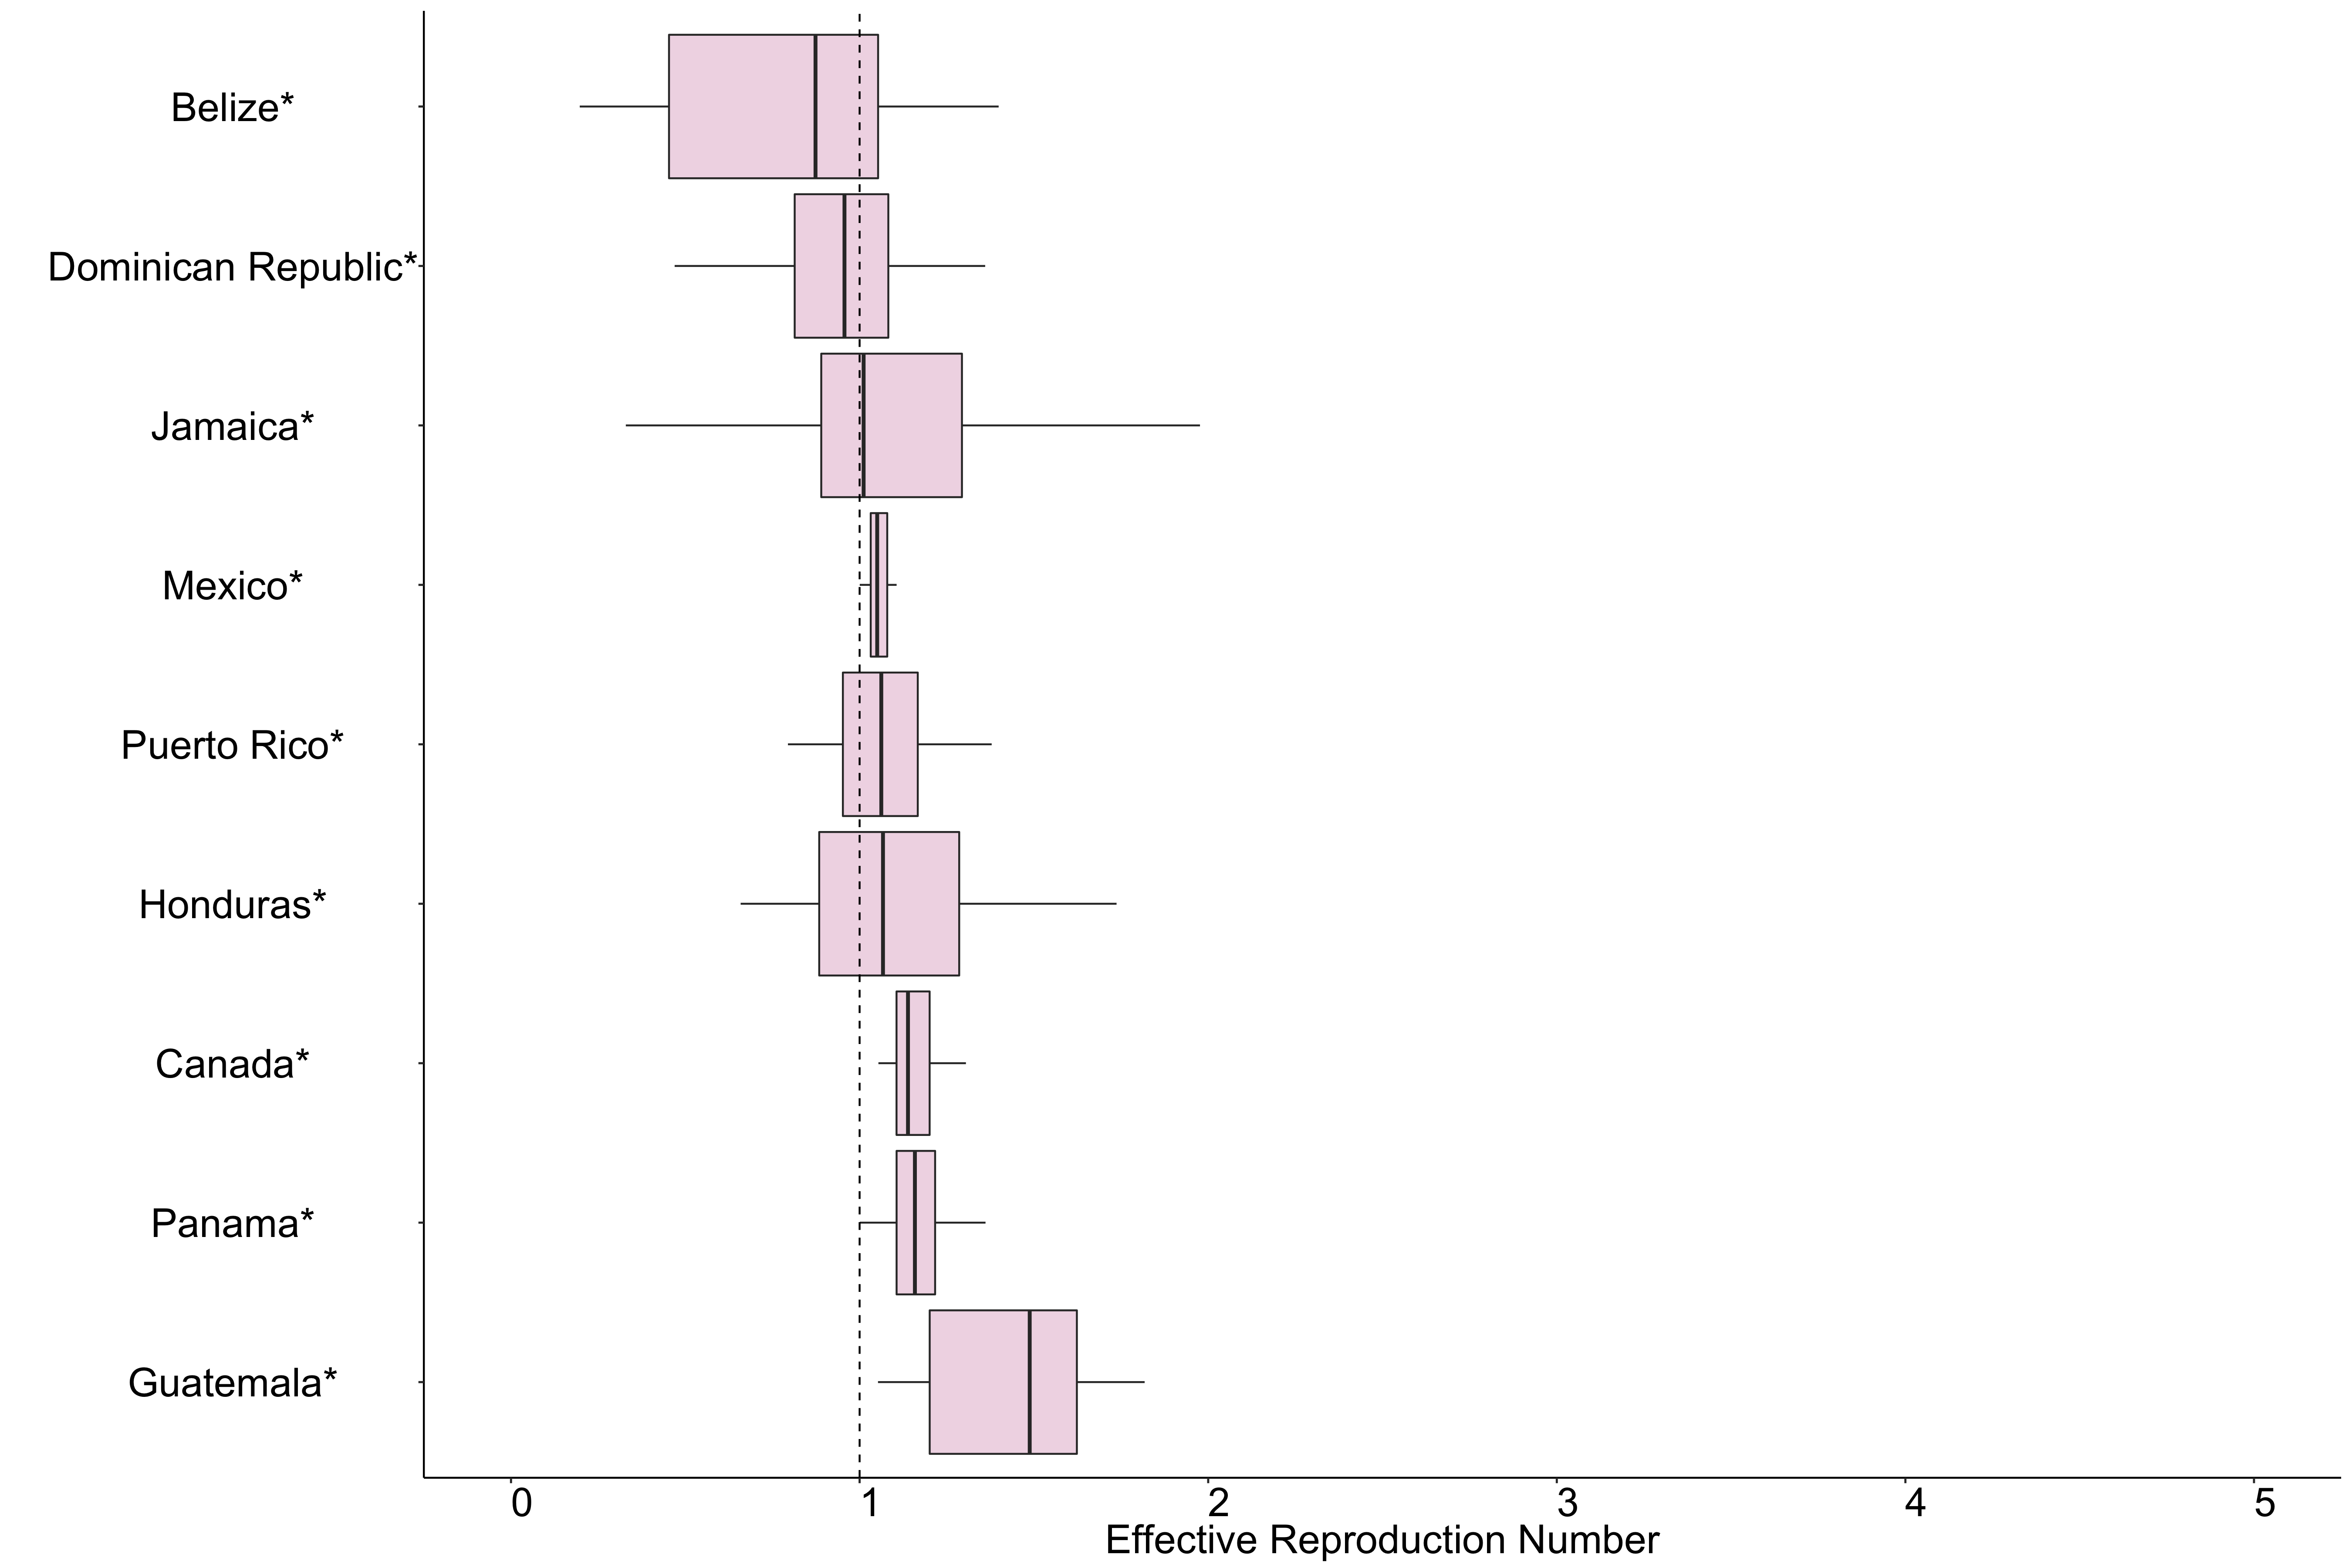 Belize*
Dominican Republic*
Jamaica*
Mexico*
Puerto Rico*
Honduras*
Canada*
Panama*
Guatemala*
0 1 2 3 4 5
Effective Reproduction Number